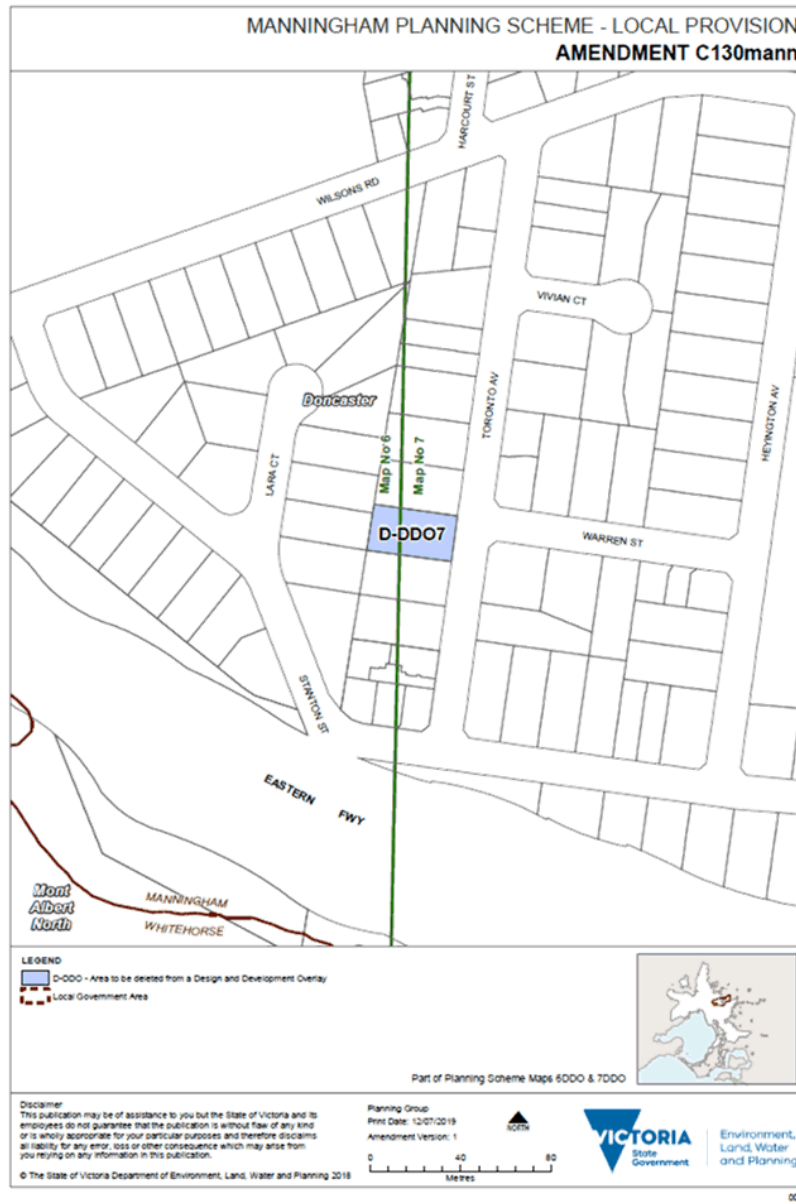 MANNINGHAM PLANNING SCHEME - LOCAL PROVISION
AMENDMENT C130mann
HARCOURT ST
WILSONS RD
VIVIAN CT
Doncaster
TORONTO AV
HEYINGTON AV
Map No 6
Map No 7
LARA CT
D-DDO7
WARREN ST
STANTON ST
EASTERN FWY
Mont
Albert
North
MANNINGHAM
WHITEHORSE
LEGEND
D-DDO - Area to be deleted from a Design and Development Overlay
Local Government Area
Part of Planning Scheme Maps 6DDO & 7DDO
Disclaimer
This publication may be of assistance to you but the State of Victoria and its
employees do not guarantee that the publication is without flaw of any kind
or is wholly appropriate for your particular purposes and therefore disclaims
all liability for any error, loss or other consequence which may arise from
you relying on any information in this publication.
© The State of Victoria Department of Environment, Land, Water and Planning 2018
Planning Group
Print Date: 12/07/2019
Amendment Version: 1
NORTH
0 40 80
Metres
VICTORIA
State
Government
Environment,
Land, Water
and Planning